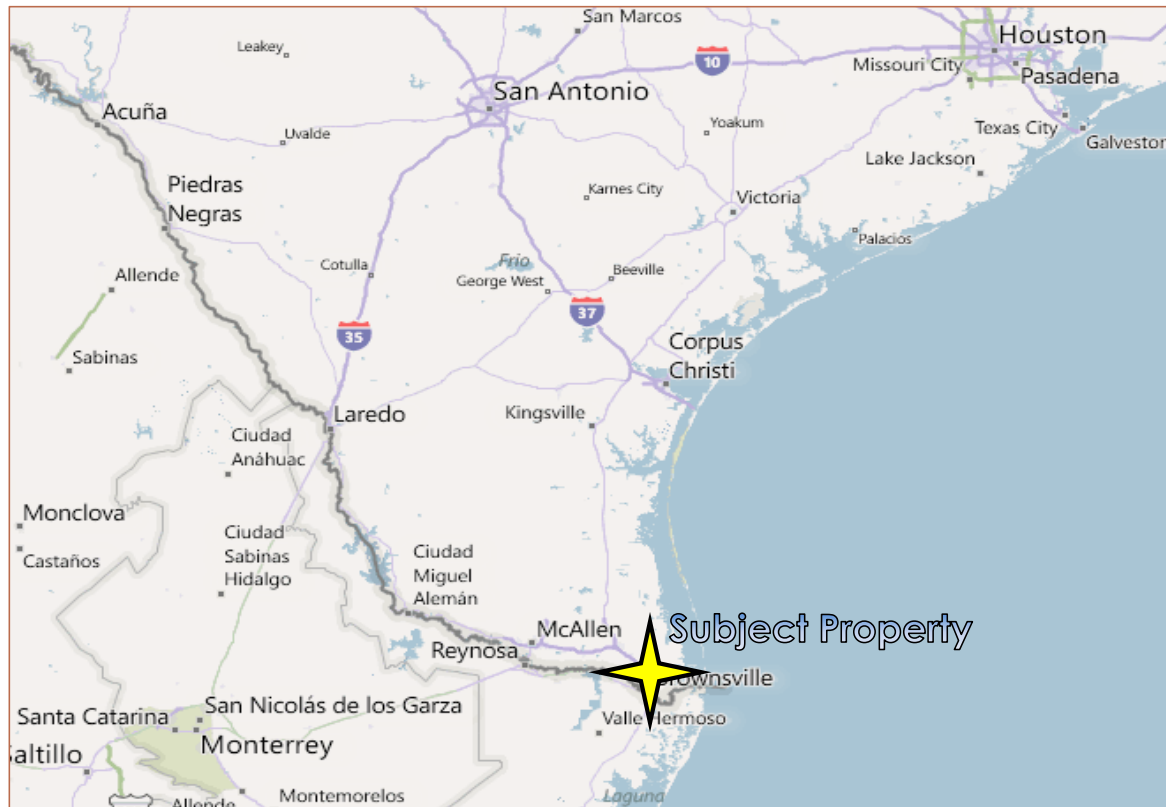 San Marcos
Leakey
Houston
10
Missouri City
Pasadena
San Antonio
Acuña
Yoakum
Uvalde
Texas City
Galveston
Lake Jackson
Piedras
Negras
Karnes City
Victoria
Palacios
Frio
Allende
Cotulla
Beeville
George West
37
35
Corpus
Christi
Sabinas
Laredo
Kingsville
Ciudad
Anáhuac
Monclova
Castaños
Ciudad
Sabinas
Hidalgo
Ciudad
Miguel
Alemán
McAllen
Subject Property
Reynosa
rownsville
San Nicolás de los Garza
Santa Catarina
Valle Hermoso
Monterrey
altillo
Montemorelos
Allende
Laguna